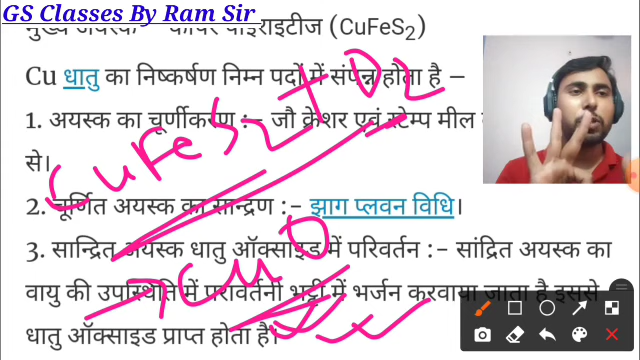 GS Classes By Ram Sir
मुख्य अयस्क कॉपर पाइराइटीज (CuFeS2)
Cu धातु का निष्कर्षण निम्न पदों में संपन्न होता है –
1. अयस्क का चूर्णीकरण :- जौ क्रेशर एवं स्टेम्प मील
से।
2. चूर्णित अयस्क का सान्द्रण :- झाग प्लवन विधि।
3. सान्द्रित अयस्क धातु ऑक्साइड में परिवर्तन :- सांद्रित अयस्क का
वायु की उपस्थिति में परावर्तनी भट्टी में भर्जन करवाया जाता है इससे
धातु ऑक्साइड प्राप्त होता है।
CuFeS2 + O2
→ CuO